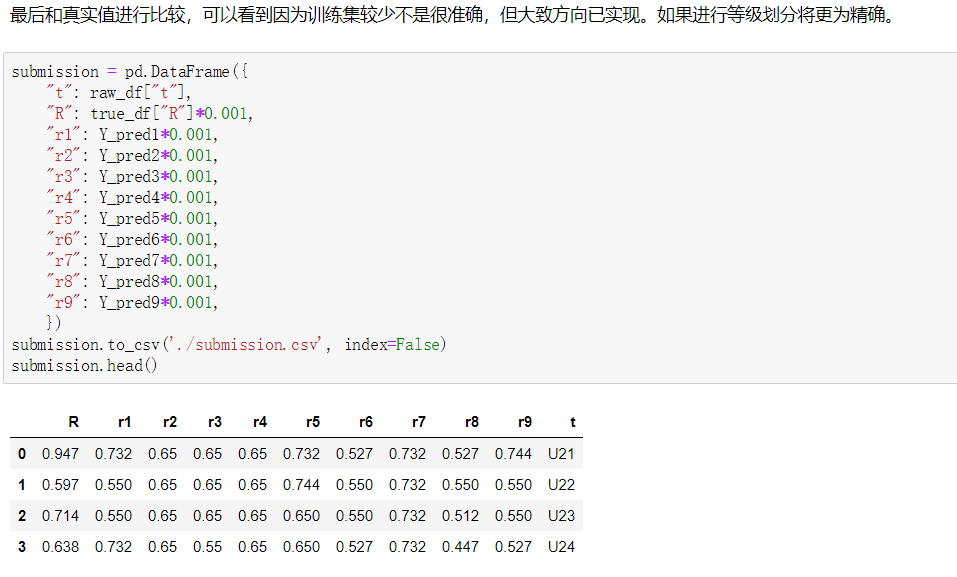 最后和真实值进行比较，可以看到因为训练集较少不是很准确，但大致方向已实现。如果进行等级划分将更为精确。
submission = pd.DataFrame({
    "t": raw_df["t"],
    "R": true_df["R"]*0.001,
    "r1": Y_pred1*0.001,
    "r2": Y_pred2*0.001,
    "r3": Y_pred3*0.001,
    "r4": Y_pred4*0.001,
    "r5": Y_pred5*0.001,
    "r6": Y_pred6*0.001,
    "r7": Y_pred7*0.001,
    "r8": Y_pred8*0.001,
    "r9": Y_pred9*0.001,
    })
submission.to_csv('./submission.csv', index=False)
submission.head()
R r1 r2 r3 r4 r5 r6 r7 r8 r9 t
0 0.947 0.732 0.65 0.65 0.65 0.732 0.527 0.732 0.527 0.744 U21
1 0.597 0.550 0.65 0.65 0.65 0.744 0.550 0.732 0.550 0.550 U22
2 0.714 0.550 0.65 0.65 0.65 0.650 0.550 0.732 0.512 0.550 U23
3 0.638 0.732 0.65 0.55 0.65 0.650 0.527 0.732 0.447 0.527 U24